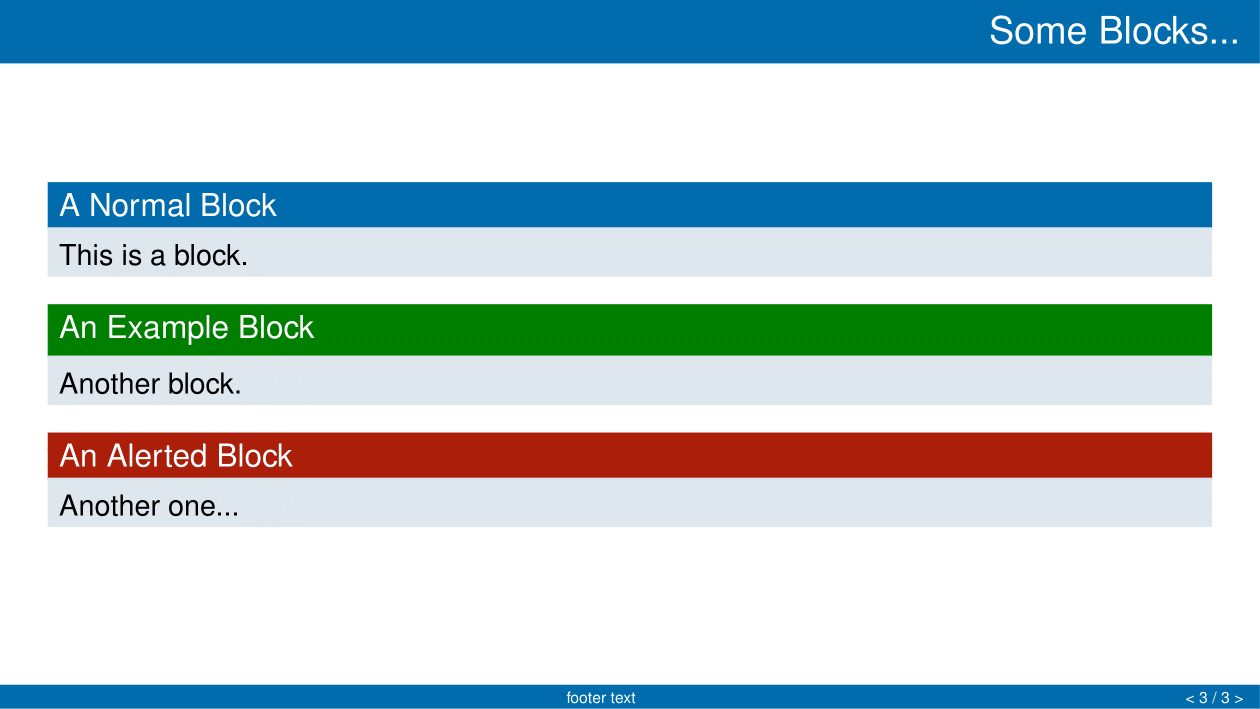 Some Blocks...
A Normal Block
This is a block.
An Example Block
Another block.
An Alerted Block
Another one...
footer text
< 3 / 3 >